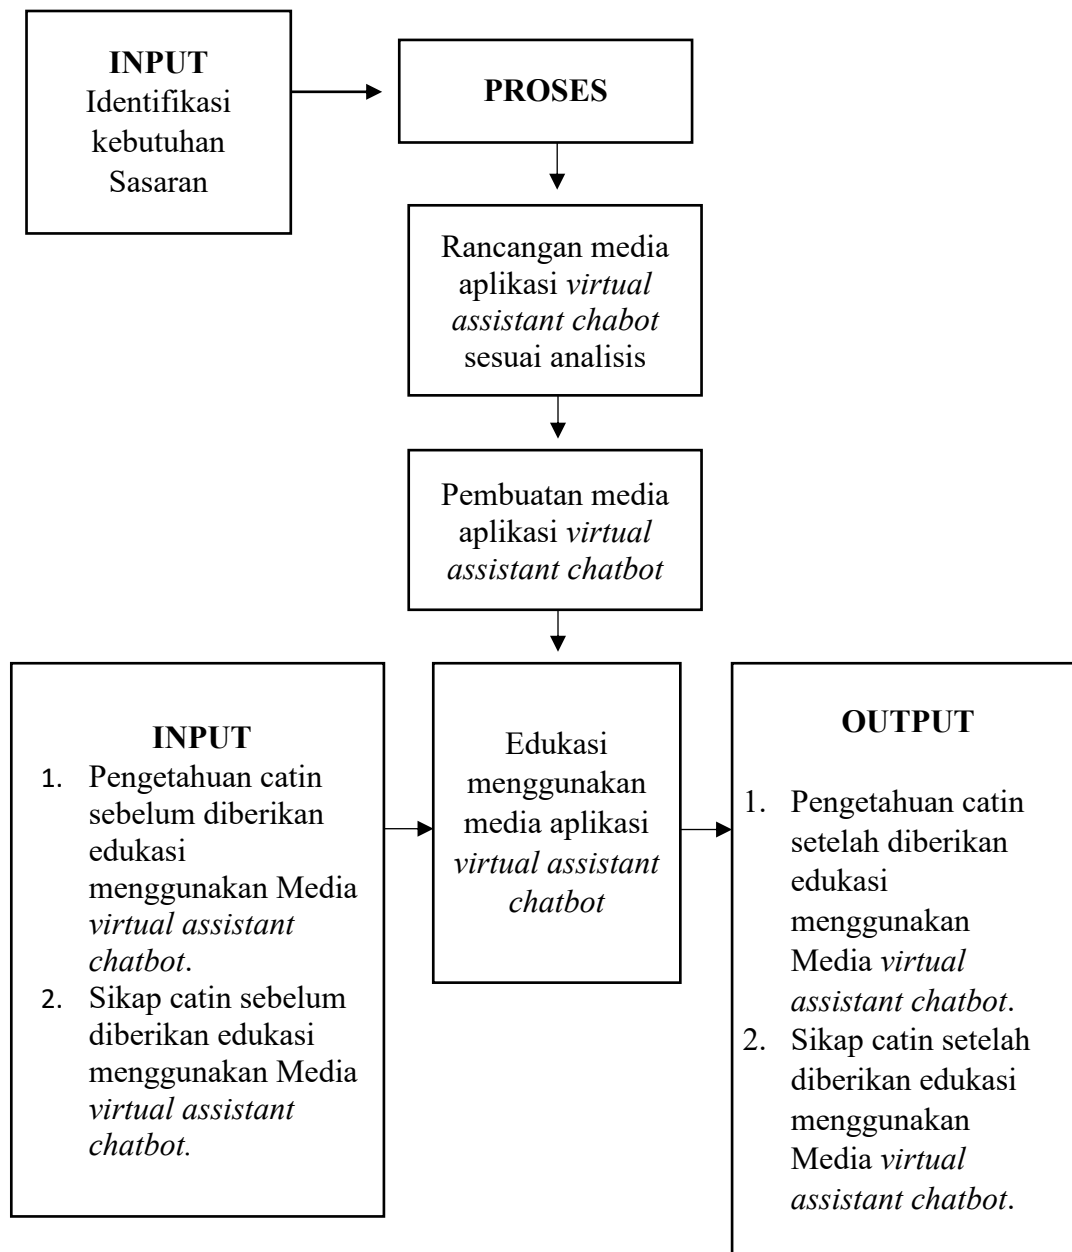 INPUT
Identifikasi
kebutuhan
Sasaran
PROSES
Rancangan media
aplikasi virtual
assistant chabot
sesuai analisis
Pembuatan media
aplikasi virtual
assistant chatbot
INPUT
1. Pengetahuan catin
sebelum diberikan
edukasi
menggunakan Media
virtual assistant
chatbot.
2. Sikap catin sebelum
diberikan edukasi
menggunakan Media
virtual assistant
chatbot.
Edukasi
menggunakan
media aplikasi
virtual assistant
chatbot
OUTPUT
1. Pengetahuan catin
setelah diberikan
edukasi
menggunakan
Media virtual
assistant chatbot.
2. Sikap catin setelah
diberikan edukasi
menggunakan
Media virtual
assistant chatbot.